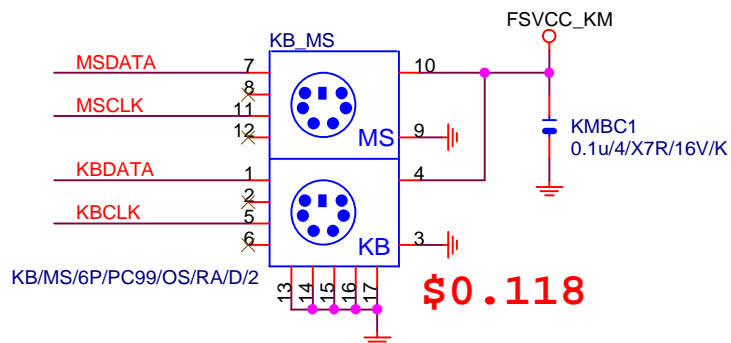 FSVCC_KM
KB_MS
MSDATA 7 10
8
MSCLK 11
12 MS 9
KMBC1
0.1u/4/X7R/16V/K
KBDATA 1 4
2
KBCLK 5
6 KB 3
KB/MS/6P/PC99/OS/RA/D/2
13 14 15 16 17
$0.118